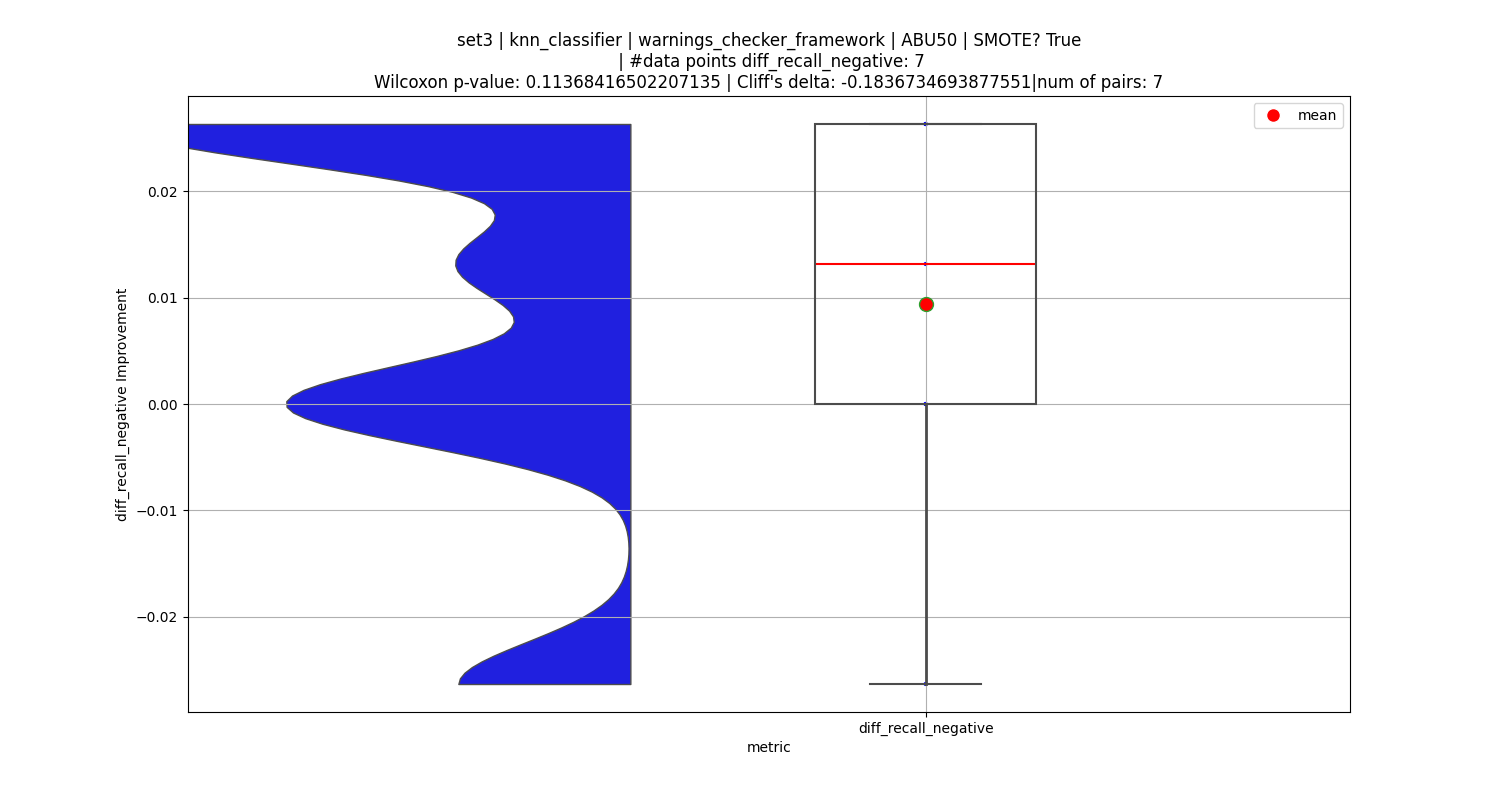 set3 | knn_classifier | warnings_checker_framework | ABU50 | SMOTE? True
| #data points diff_recall_negative: 7
Wilcoxon p-value: 0.11368416502207135 | Cliff's delta: -0.1836734693877551|num of pairs: 7
mean
diff_recall_negative Improvement
0.02
0.01
0.00
−0.01
−0.02
diff_recall_negative
metric